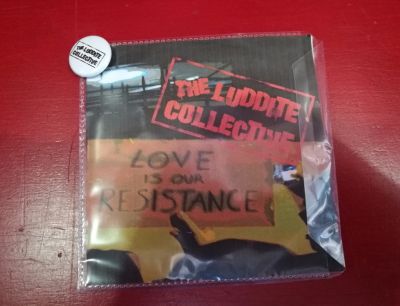 THE LUDDITE
COLLECTIVE
THE LUDDITE
COLLECTIVE
LOVE
IS OUR
RESISTANCE